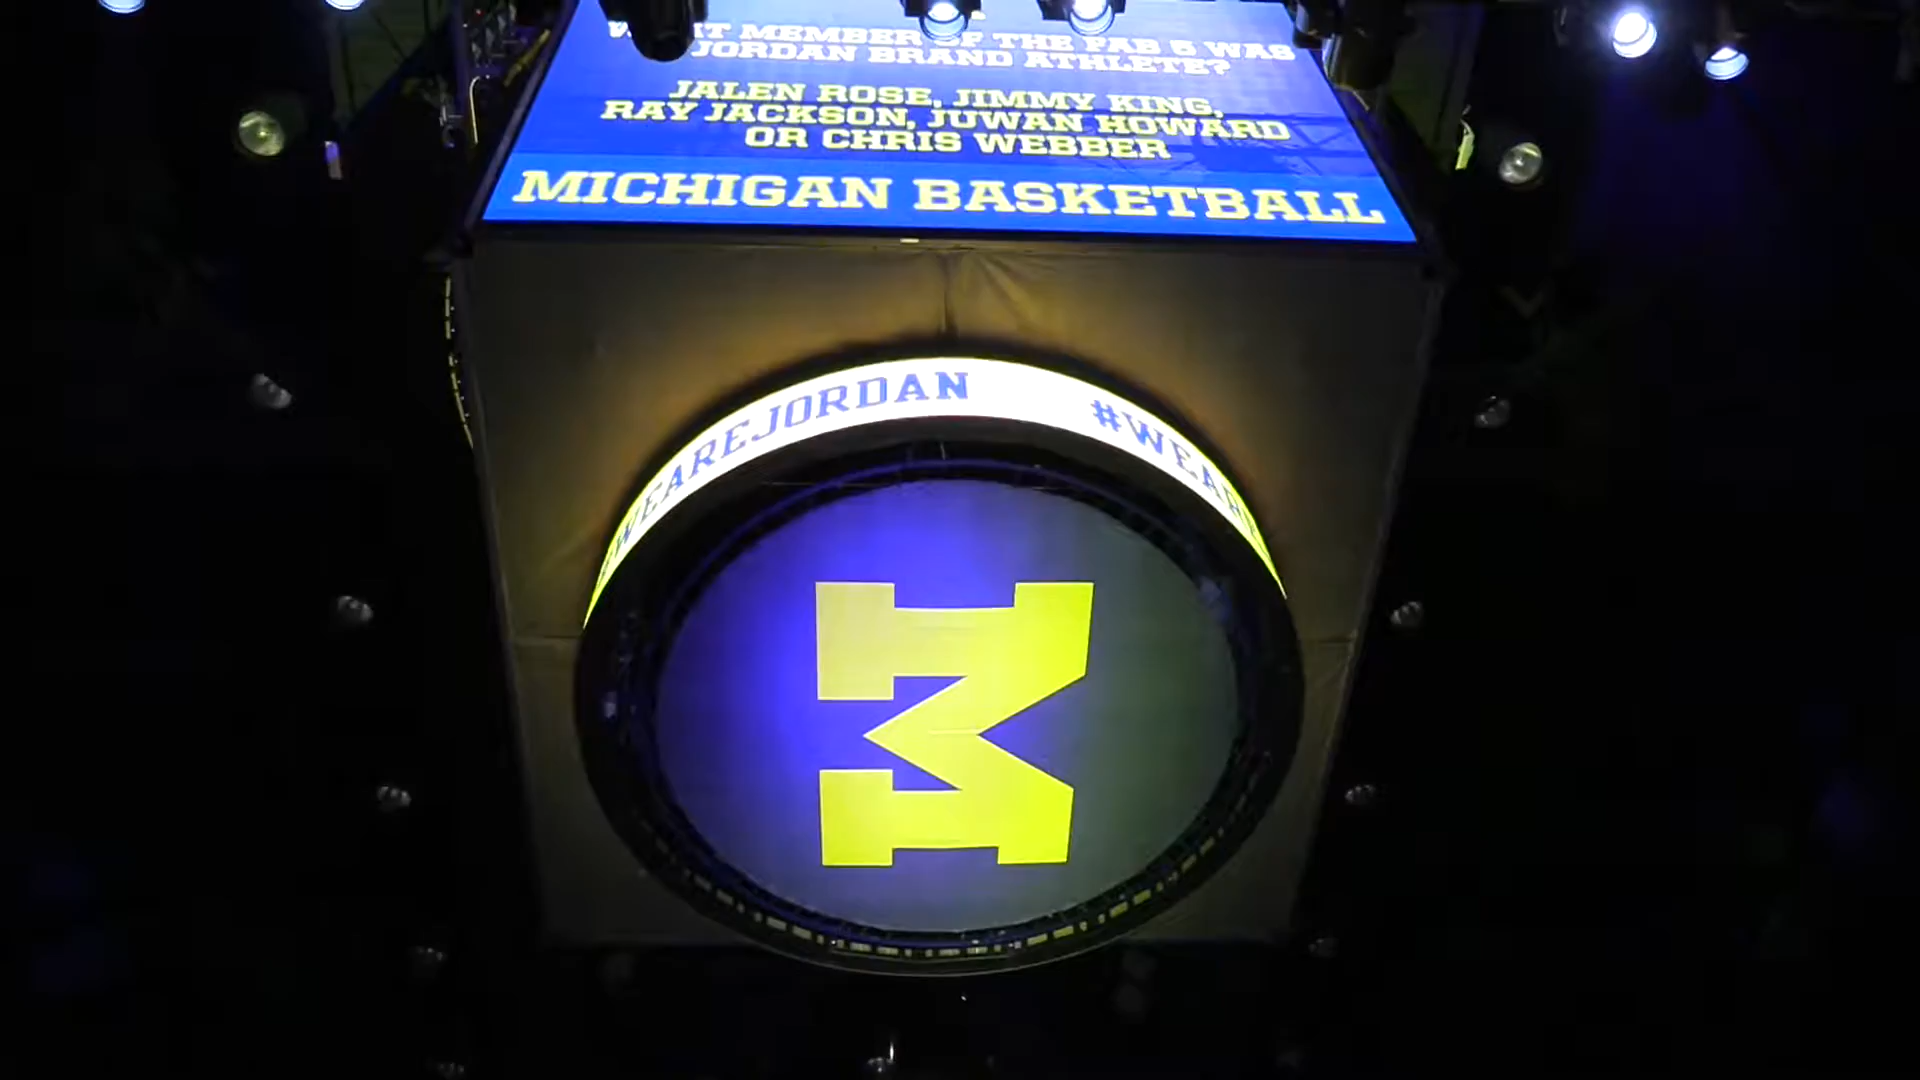 MEMBER OF THE FAB 5 WAS
JORDAN BRAND ATHLETE?
JALEN ROSE, JIMMY KING,
RAY JACKSON, JUWAN HOWARD
OR CHRIS WEBBER
MICHIGAN BASKETBALL
#WEAREJORDAN #WEARE
M